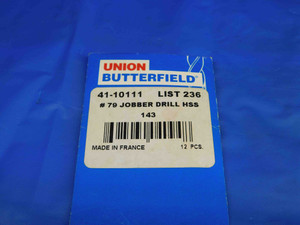 UNION
BUTTERFIELD
41-10111 LIST 236
# 79 JOBBER DRILL HSS
143
MADE IN FRANCE 12 PCS.